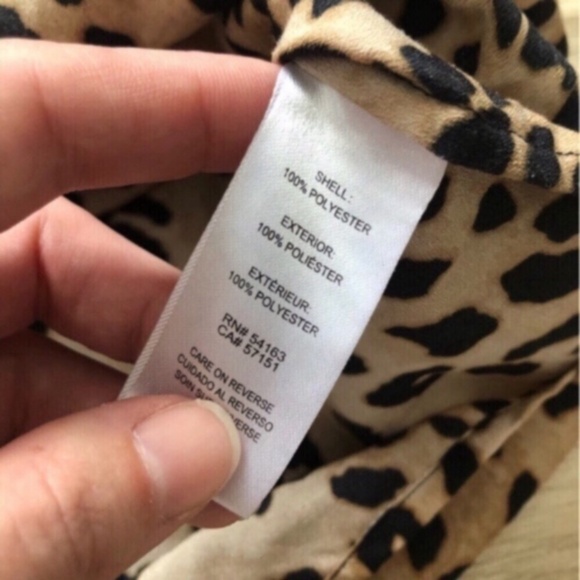 SHELL:
100% POLYESTER
EXTERIOR:
100% POLIÉSTER
EXTÉRIEUR:
100% POLYESTER
RN# 54163
CA# 57151
CARE ON REVERSE
CUIDADO AL REVERSO
SOIN